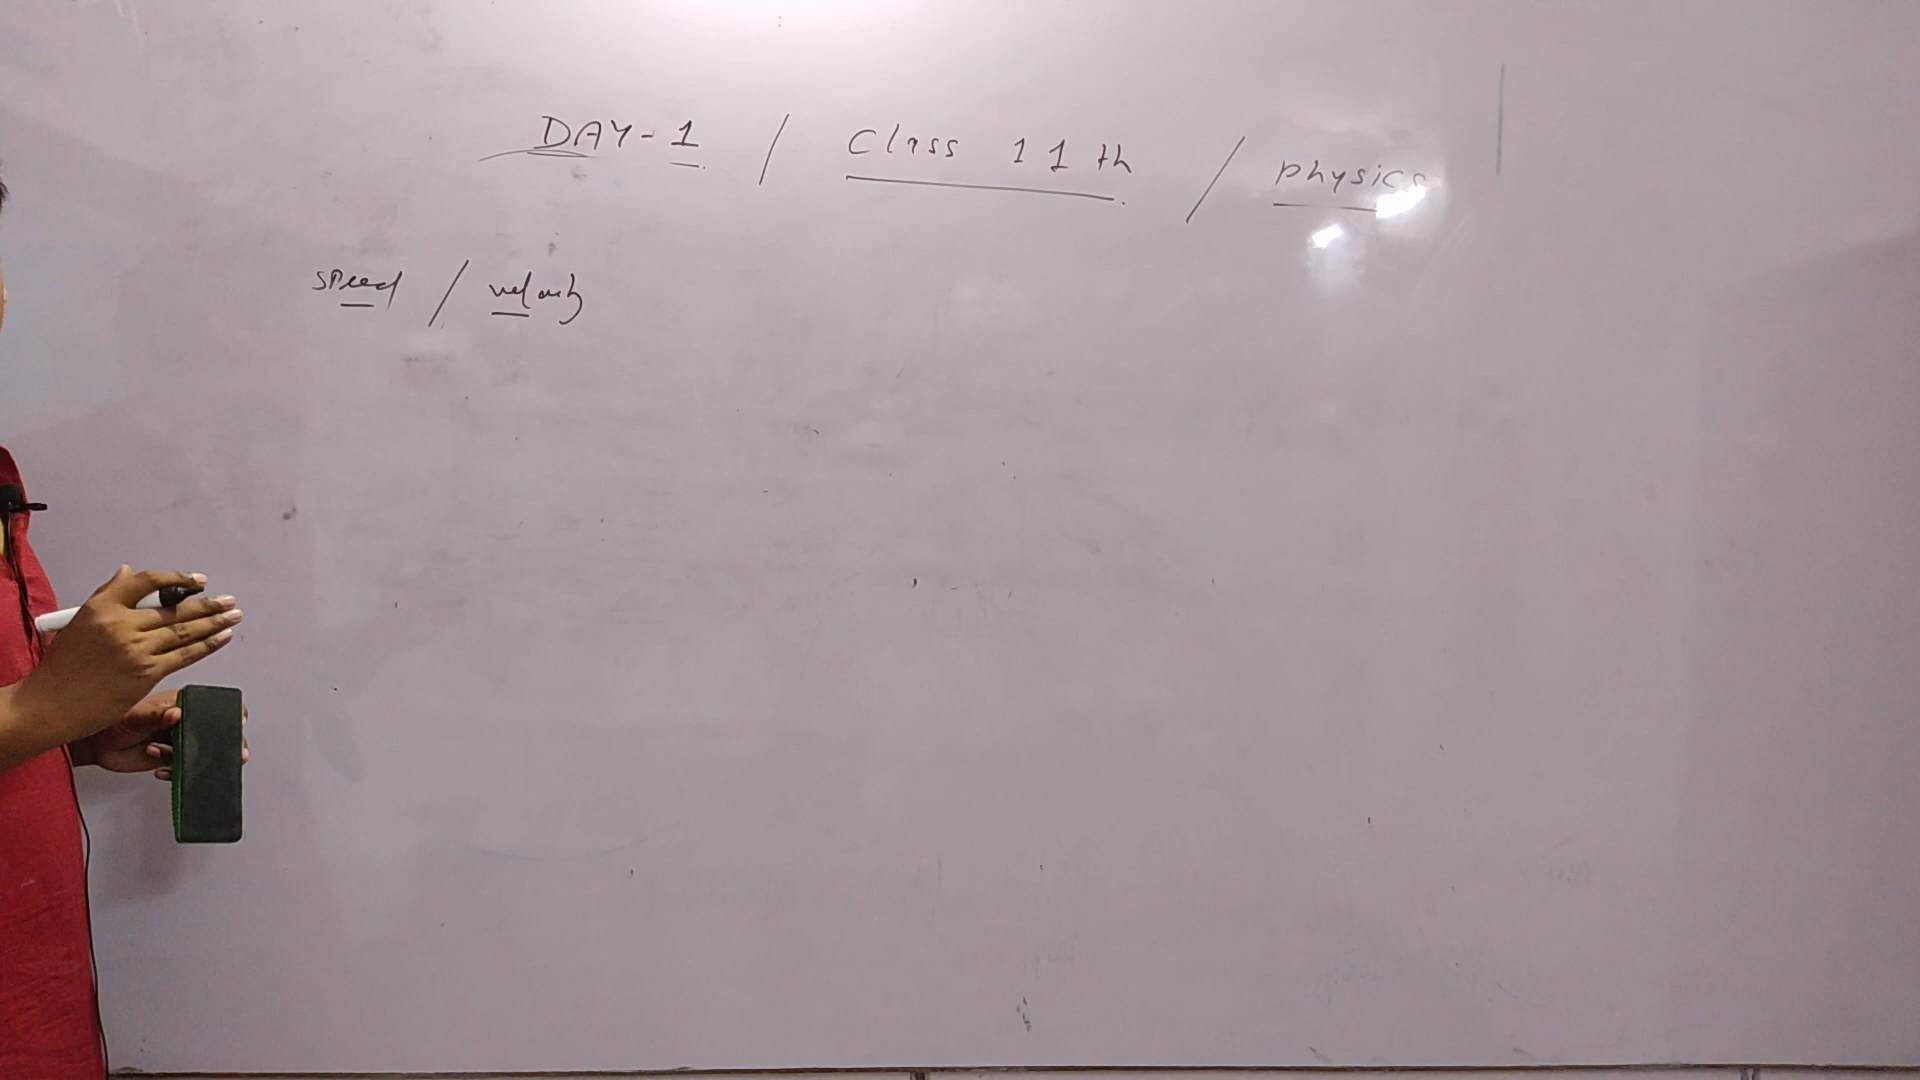 DAY-1 / Class 11th / physics
speed / velocity